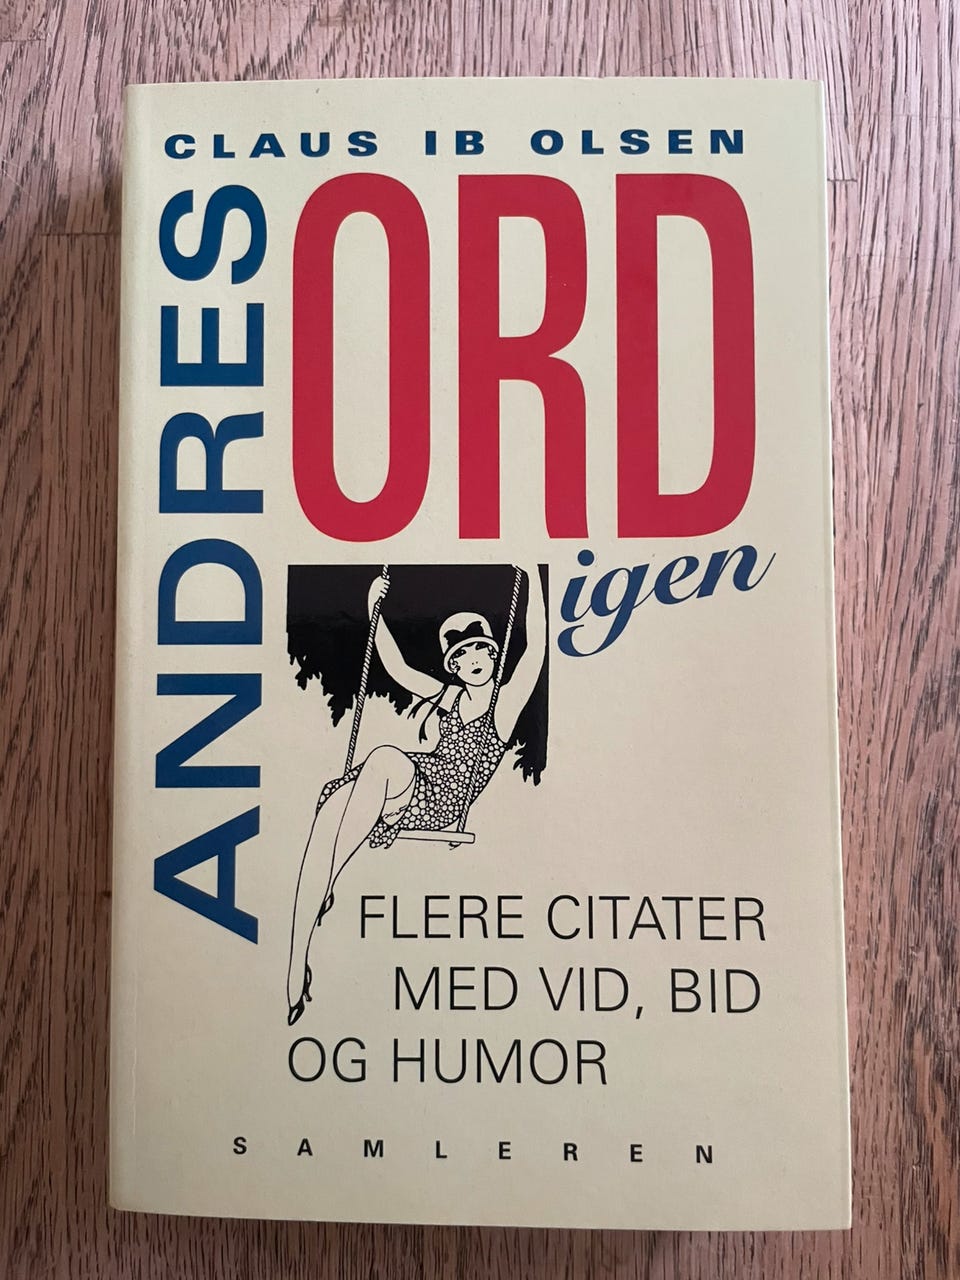 CLAUS IB OLSEN
ANDRES
ORD
igen
FLERE CITATER
MED VID, BID
OG HUMOR
SAMLEREN